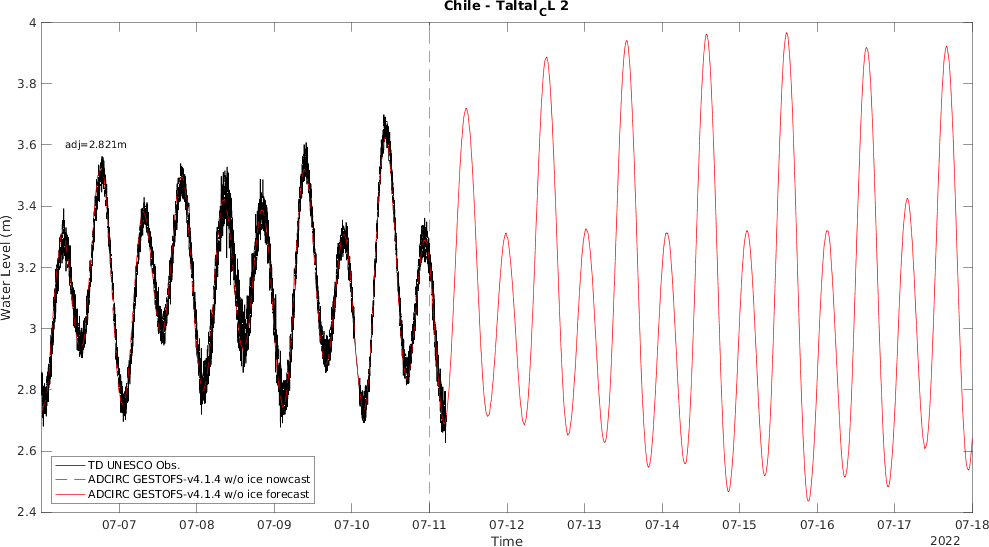 Chile - Taltal_CL 2
4
3.8
3.6
3.4
3.2
3
2.8
2.6
2.4
Water Level (m)
adj=2.821m
TD UNESCO Obs.
ADCIRC GESTOFS-v4.1.4 w/o ice nowcast
ADCIRC GESTOFS-v4.1.4 w/o ice forecast
07-07 07-08 07-09 07-10 07-11 07-12 07-13 07-14 07-15 07-16 07-17 07-18
Time
2022